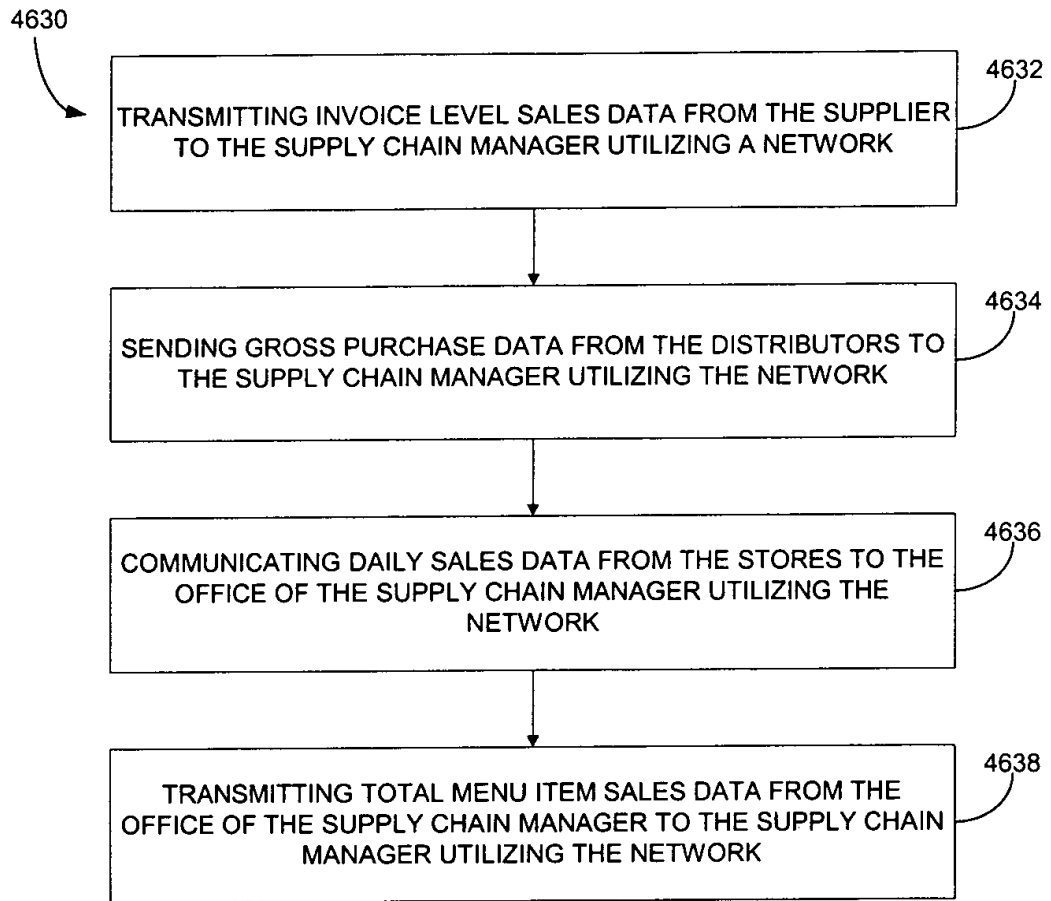 4630
4632
TRANSMITTING INVOICE LEVEL SALES DATA FROM THE SUPPLIER
TO THE SUPPLY CHAIN MANAGER UTILIZING A NETWORK
4634
SENDING GROSS PURCHASE DATA FROM THE DISTRIBUTORS TO
THE SUPPLY CHAIN MANAGER UTILIZING THE NETWORK
4636
COMMUNICATING DAILY SALES DATA FROM THE STORES TO THE
OFFICE OF THE SUPPLY CHAIN MANAGER UTILIZING THE
NETWORK
4638
TRANSMITTING TOTAL MENU ITEM SALES DATA FROM THE
OFFICE OF THE SUPPLY CHAIN MANAGER TO THE SUPPLY CHAIN
MANAGER UTILIZING THE NETWORK